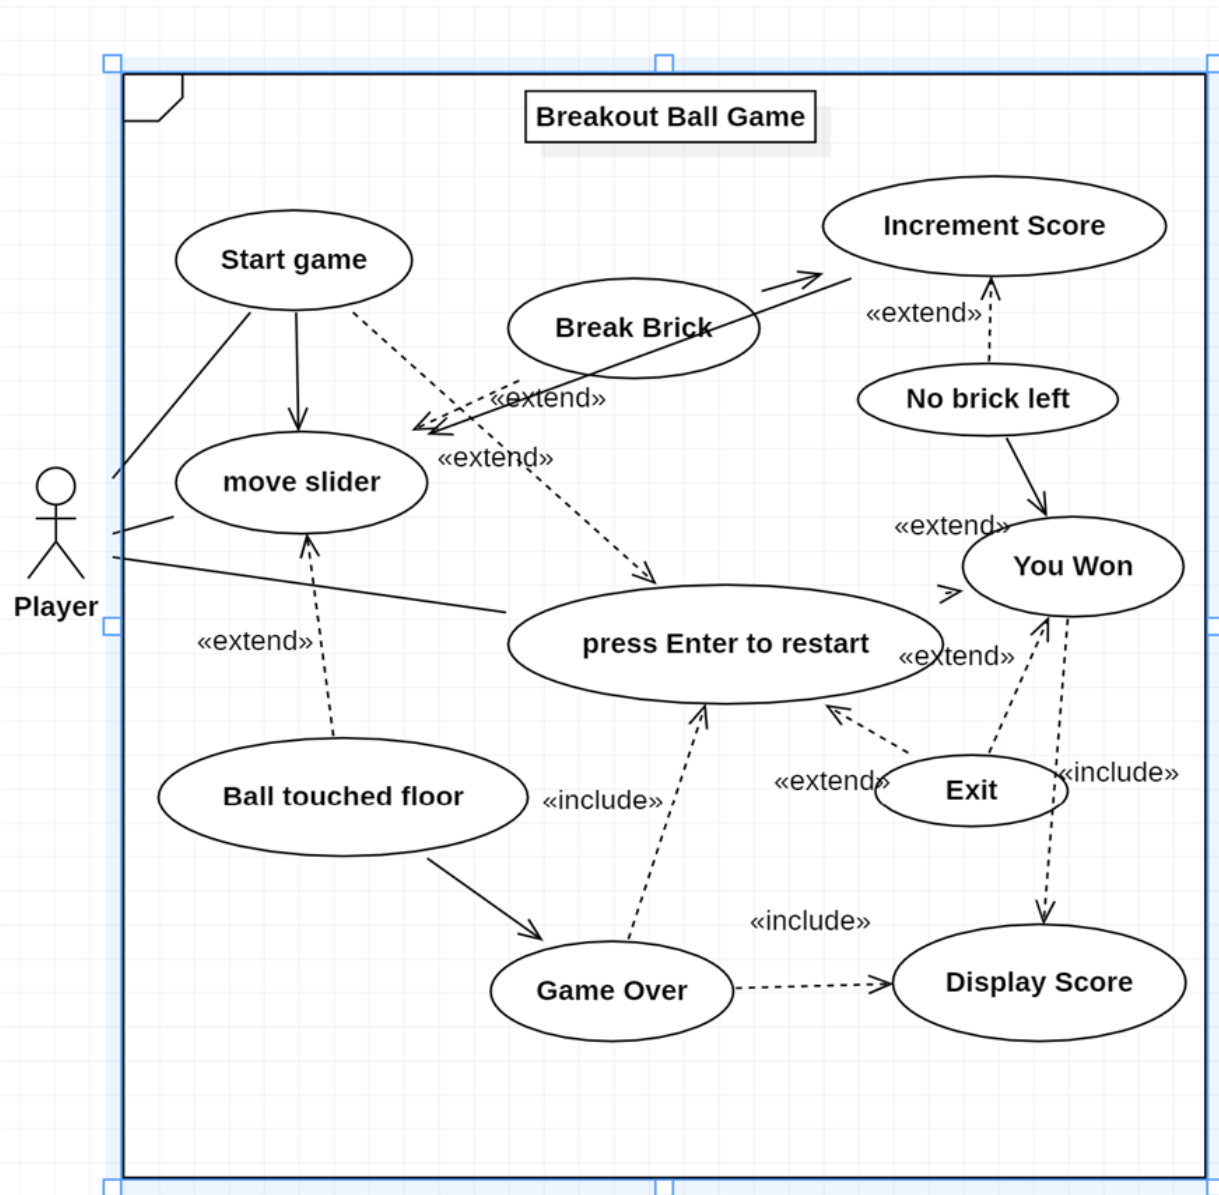 Breakout Ball Game
Increment Score
Start game
«extend»
Break Brick
«extend»
No brick left
«extend»
move slider
«extend»
You Won
Player
«extend»
press Enter to restart
«extend»
«include»
«extend»
Exit
Ball touched floor
«include»
«include»
Display Score
Game Over